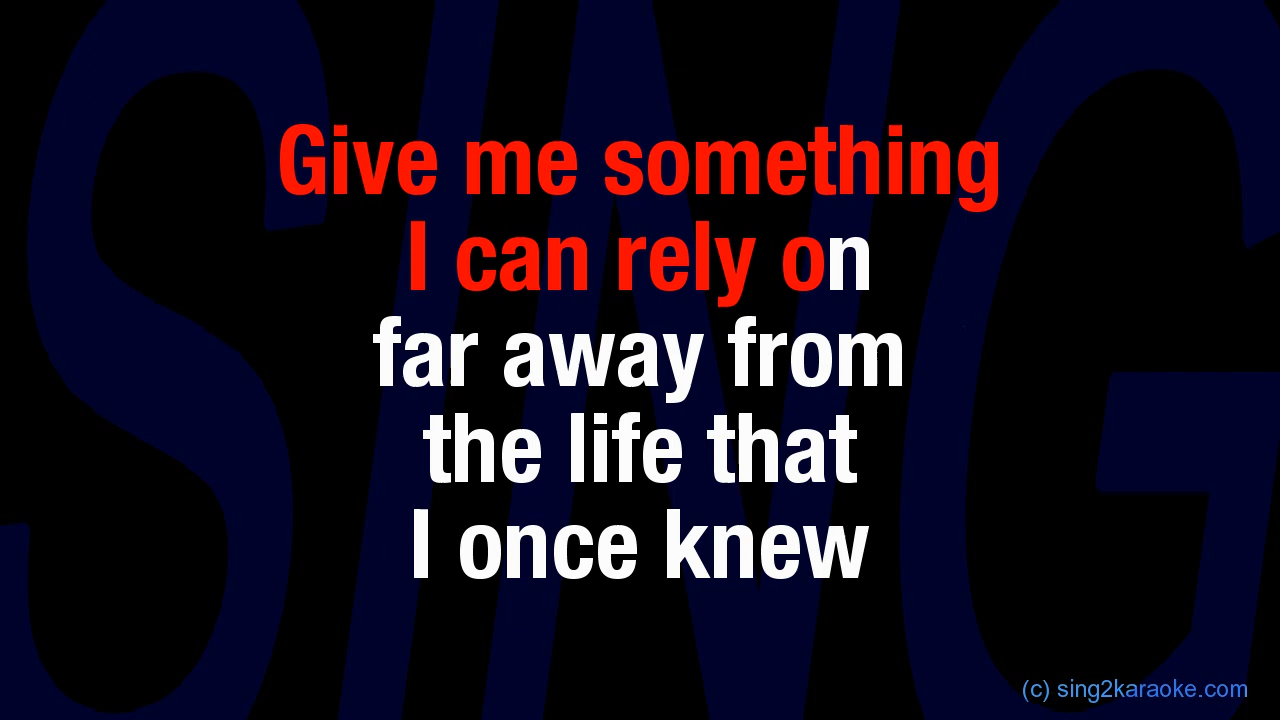 SING
Give me something
I can rely on
far away from
the life that
I once knew
(c) sing2karaoke.com